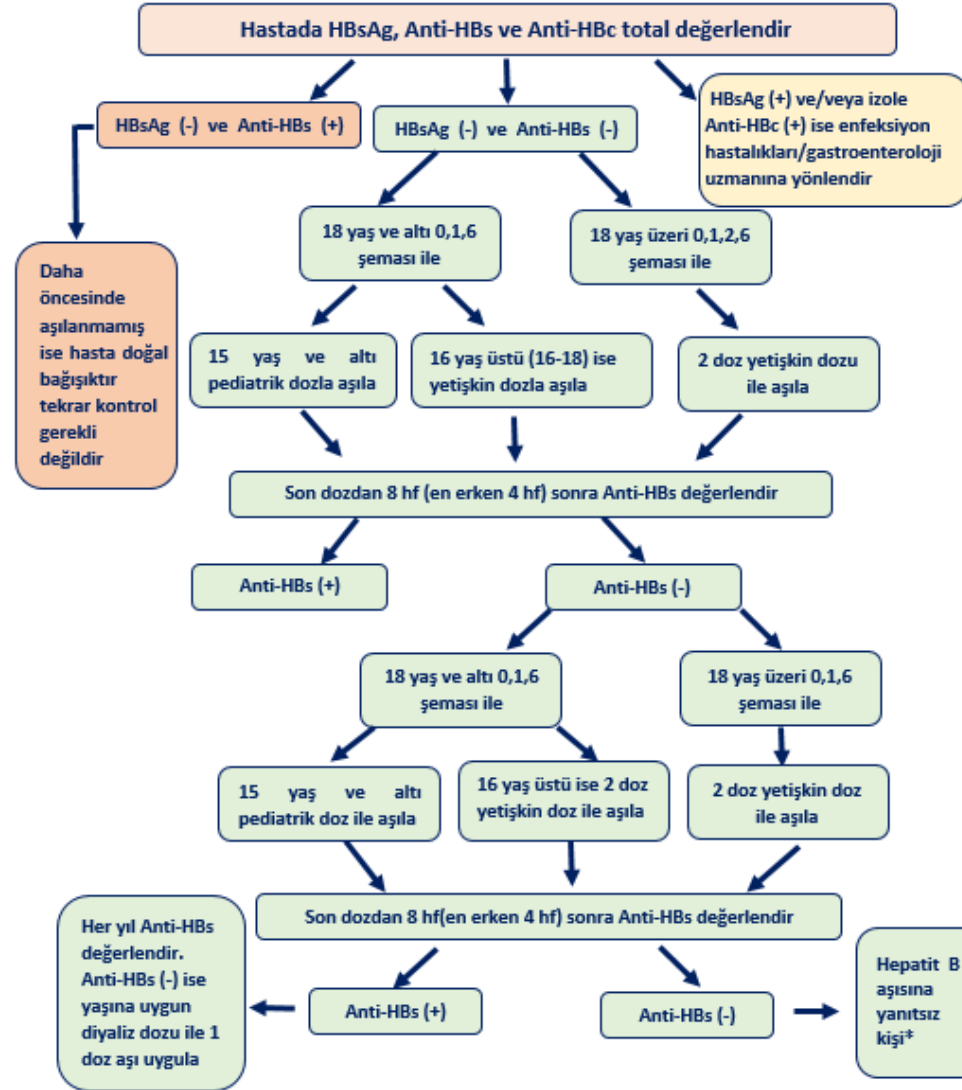 Hastada HBsAg, Anti-HBs ve Anti-HBc total değerlendir
HBsAg (-) ve Anti-HBs (+)
HBsAg (-) ve Anti-HBs (-)
HBsAg (+) ve/veya izole
Anti-HBc (+) ise enfeksiyon
hastalıkları/gastroenteroloji
uzmanına yönlendir
Daha
öncesinde
aşılanmamış
ise hasta doğal
bağışıktır
tekrar kontrol
gerekli
değildir
18 yaş ve altı 0,1,6
şeması ile
18 yaş üzeri 0,1,2,6
şeması ile
15 yaş ve altı
pediatrik dozla aşıla
16 yaş üstü (16-18) ise
yetişkin dozla aşıla
2 doz yetişkin dozu
ile aşıla
Son dozdan 8 hf (en erken 4 hf) sonra Anti-HBs değerlendir
Anti-HBs (+)
Anti-HBs (-)
18 yaş ve altı 0,1,6
şeması ile
18 yaş üzeri 0,1,6
şeması ile
15 yaş ve altı
pediatrik doz ile aşıla
16 yaş üstü ise 2 doz
yetişkin doz ile aşıla
2 doz yetişkin doz
ile aşıla
Son dozdan 8 hf(en erken 4 hf) sonra Anti-HBs değerlendir
Her yıl Anti-HBs
değerlendir.
Anti-HBs (-) ise
yaşına uygun
diyaliz dozu ile 1
doz aşı uygula
Anti-HBs (+)
Anti-HBs (-)
Hepatit B
aşısına
yanıtsız
kişi*